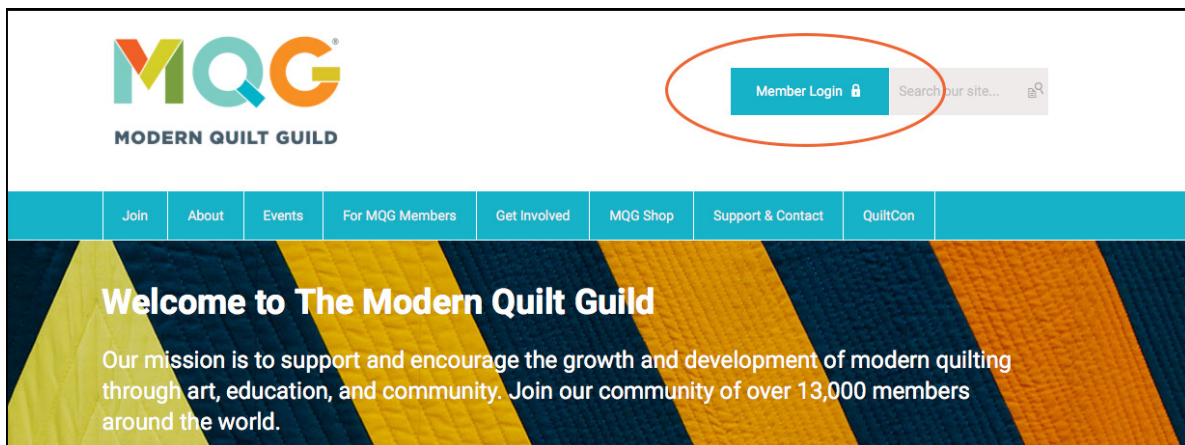 MQG®
MODERN QUILT GUILD
Member Login
Search our site...
Join About Events For MQG Members Get Involved MQG Shop Support & Contact QuiltCon
Welcome to The Modern Quilt Guild
Our mission is to support and encourage the growth and development of modern quilting
through art, education, and community. Join our community of over 13,000 members
around the world.